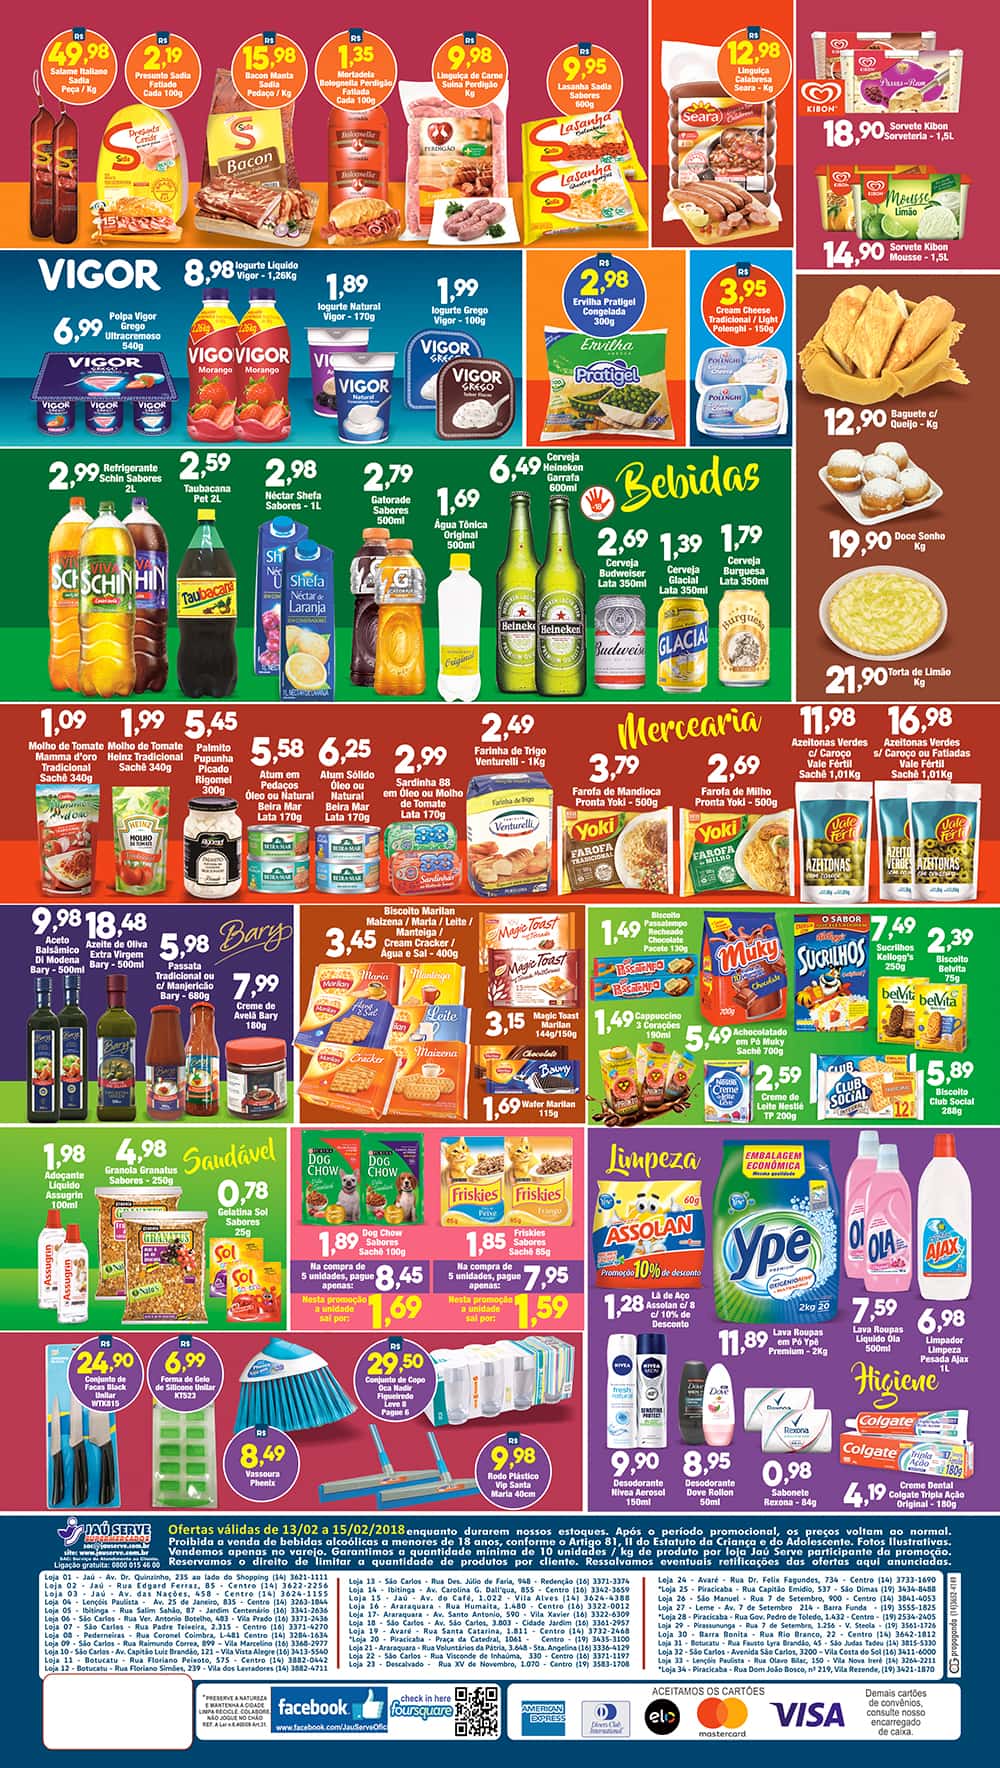 R$
49,98
Salame Italiano
Sadia
Peça / Kg
R$
2,19
Presunto Sadia
Fatiado
Cada 100g
R$
15,98
Bacon Manta
Sadia
Pedaço / Kg
R$
1,35
Mortadela
Bolognella Perdigão
Fatiada
Cada 100g
R$
9,98
Linguiça de Carne
Suína Perdigão
Kg
R$
9,95
Lasanha Sadia
Sabores
600g
R$
12,98
Linguiça
Calabresa
Seara - Kg
KIBON
18,90
Sorvete Kibon
Sorveteria - 1,5L
Mousse
Limão
14,90
Sorvete Kibon
Mousse - 1,5L
VIGOR
6,99
Polpa Vigor
Grego
Ultracremoso
540g
8,98
Iogurte Líquido
Vigor - 1,26Kg
1,89
Iogurte Natural
Vigor - 170g
1,99
Iogurte Grego
Vigor - 100g
R$
2,98
Ervilha Pratigel
Congelada
300g
R$
3,95
Cream Cheese
Tradicional / Light
Polenghi - 150g
12,90
Baguete c/
Queijo - Kg
19,90
Doce Sonho
Kg
21,90
Torta de Limão
Kg
Bebidas
2,99
Refrigerante
Schin Sabores
2L
2,59
Taubacana
Pet 2L
2,98
Néctar Shefa
Sabores - 1L
2,79
Gatorade
Sabores
500ml
1,69
Água Tônica
Original
500ml
6,49
Cerveja
Heineken
Garrafa
600ml
2,69
Cerveja
Budweiser
Lata 350ml
1,39
Cerveja
Glacial
Lata 350ml
1,79
Cerveja
Burguesa
Lata 350ml
Mercearia
1,09
Molho de Tomate
Mamma d'oro
Tradicional
Sachê 340g
1,99
Molho de Tomate
Heinz Tradicional
Sachê 340g
5,45
Palmito
Pupunha
Picado
Rigomel
300g
5,58
Atum em
Pedaços
Óleo ou Natural
Beira Mar
Lata 170g
6,25
Atum Sólido
Óleo ou
Natural
Beira Mar
Lata 170g
2,99
Sardinha 88
em Óleo ou Molho
de Tomate
Lata 170g
2,49
Farinha de Trigo
Venturelli - 1Kg
3,79
Farofa de Mandioca
Pronta Yoki - 500g
2,69
Farofa de Milho
Pronta Yoki - 500g
11,98
Azeitonas Verdes
c/ Caroço
Vale Fértil
Sachê 1,01Kg
16,98
Azeitonas Verdes
s/ Caroço ou Fatiadas
Vale Fértil
Sachê 1,01Kg
9,98
Aceto
Balsâmico
Di Modena
Bary - 500ml
18,48
Azeite de Oliva
Extra Virgem
Bary - 500ml
5,98
Passata
Tradicional ou
c/ Manjericão
Bary - 680g
Bary
7,99
Creme de
Avelã Bary
180g
3,45
Biscoito Marilan
Maizena / Maria / Leite /
Manteiga /
Cream Cracker /
Água e Sal - 400g
3,15
Magic Toast
Marilan
144g/150g
1,69
Wafer Marilan
115g
1,49
Biscoito
Passatempo
Recheado
Chocolate
Pacote 130g
1,49
Cappuccino
3 Corações
190ml
5,49
Achocolatado
em Pó Muky
Sachê 700g
2,59
Creme de
Leite Nestlé
TP 200g
7,49
Sucrilhos
Kellogg's
250g
2,39
Biscoito
Belvita
75g
5,89
Biscoito
Club Social
288g
Saudável
1,98
Adoçante
Líquido
Assugrin
100ml
4,98
Granola Granatus
Sabores - 250g
0,78
Gelatina Sol
Sabores
25g
1,89
Dog Chow
Sabores
Sachê 100g
Na compra de
5 unidades, pague
apenas:
8,45
Nesta promoção
a unidade
sai por:
1,69
1,85
Friskies
Sabores
Sachê 85g
Na compra de
5 unidades, pague
apenas:
7,95
Nesta promoção
a unidade
sai por:
1,59
Limpeza
ASSOLAN
Promoção 10% de desconto
1,28
Lã de Aço
Assolan c/ 8
c/ 10% de
Desconto
EMBALAGEM
ECONÔMICA
11,89
Lava Roupas
em Pó Ypê
Premium - 2Kg
7,59
Lava Roupas
Líquido Ola
500ml
6,98
Limpador
Limpeza
Pesada Ajax
1L
R$
24,90
Conjunto de
Facas Black
Unilar
WTK815
R$
6,99
Forma de Gelo
de Silicone Unilar
KT523
R$
8,49
Vassoura
Phenix
R$
29,50
Conjunto de Copo
Oca Nadir
Figueiredo
Leve 8
Pague 6
R$
9,98
Rodo Plástico
Vip Santa
Maria 40cm
Higiene
9,90
Desodorante
Nivea Aerosol
150ml
8,95
Desodorante
Dove Rollon
50ml
0,98
Sabonete
Rexona - 84g
4,19
Creme Dental
Colgate Tripla Ação
Original - 180g
JAÚ SERVE
SUPERMERCADOS
sac@jauserve.com.br
site: www.jauserve.com.br
SAC: Serviço de Atendimento ao Cliente:
Ligação gratuita: 0800 015 46 00
Ofertas válidas de 13/02 a 15/02/2018 enquanto durarem nossos estoques. Após o período promocional, os preços voltam ao normal.
Proibida a venda de bebidas alcoólicas a menores de 18 anos, conforme o Artigo 81, II do Estatuto da Criança e do Adolescente. Fotos Ilustrativas.
Vendemos apenas no varejo. Garantimos a quantidade mínima de 10 unidades / kg de produto por loja Jaú Serve participante da promoção.
Reservamos o direito de limitar a quantidade de produtos por cliente. Ressalvamos eventuais retificações das ofertas aqui anunciadas.
Loja 01 - Jaú - Av. Dr. Quinzinho, 235 ao lado do Shopping (14) 3621-1111
Loja 02 - Jaú - Rua Edgard Ferraz, 85 - Centro (14) 3622-2256
Loja 03 - Jaú - Av. das Nações, 458 - Centro (14) 3625-1155
Loja 04 - Lençóis Paulista - Av. 25 de Janeiro, 835 - Centro (14) 3263-1844
Loja 05 - Ibitinga - Rua Salim Sahão, 87 - Jardim Centenário (16) 3341-2636
Loja 06 - São Carlos - Rua Ver. Antonio Botelho, 483 - Vila Prado (16) 3371-2436
Loja 07 - São Carlos - Rua Padre Teixeira, 2.315 - Centro (16) 3371-4270
Loja 08 - Pederneiras - Rua Coronel Coimbra, L-481 Centro (14) 3284-1634
Loja 09 - São Carlos - Rua Raimundo Correa, 899 - Vila Marcelino (16) 3368-2977
Loja 10 - São Carlos - Av. Capitão Luiz Brandão, 121 - Vila Vista Alegre (16) 3413-5540
Loja 11 - Botucatu - Rua Floriano Peixoto, 575 - Centro (14) 3882-0442
Loja 12 - Botucatu - Rua Floriano Simões, 239 - Vila dos Lavradores (14) 3882-4711
Loja 13 - São Carlos - Rua Des. Júlio de Faria, 948 - Redenção (16) 3371-3374
Loja 14 - Ibitinga - Av. Carolina G. Dall'qua, 855 - Centro (16) 3342-3659
Loja 15 - Jaú - Av. do Café, 1.022 - Vila Alves (14) 3624-4388
Loja 16 - Araraquara - Rua Humaitá, 1.480 - Centro (16) 3322-0012
Loja 17- Araraquara - Av. Santo Antônio, 590 - Vila Xavier (16) 3322-6309
Loja 18 - São Carlos - Av. São Carlos, 3.803 - Cidade Jardim (16) 3361-2957
Loja 19 - Avaré - Rua Santa Catarina, 1.811 - Centro (14) 3732-2468
*Loja 20 - Piracicaba - Praça da Catedral, 1061 - Centro (19) 3435-3100
Loja 21 - Araraquara - Rua Voluntários da Pátria, 3.648 - Sta. Angelina (16) 3336-4129
Loja 22 - São Carlos - Rua Visconde de Inhaúma, 330 - Centro (16) 3371-1197
Loja 23 - Descalvado - Rua XV de Novembro, 1.070 - Centro (19) 3583-1708
Loja 24 - Avaré - Rua Dr. Felix Fagundes, 734 - Centro (14) 3733-1690
*Loja 25 - Piracicaba - Rua Capitão Emídio, 537 - São Dimas (19) 3434-8488
Loja 26 - São Manuel - Rua 7 de Setembro, 900 - Centro (14) 3841-4053
Loja 27 - Leme - Av. 7 de Setembro 214 - Barra Funda - (19) 3555-1825
*Loja 28 - Piracicaba - Rua Gov. Pedro de Toledo, 1.432 - Centro - (19) 2534-2405
Loja 29 - Pirassununga - Rua 7 de Setembro, 1.256 - V. Steola - (19) 3561-1726
Loja 30 - Barra Bonita - Rua Prudente de Moraes, 22 - Centro (14) 3642-1812
Loja 31 - Botucatu - Rua Fausto Lyra Brandão, 45 - São Judas Tadeu (14) 3815-5330
Loja 32 - São Carlos - Avenida São Carlos, 3200 - Vila Costa do Sol (16) 3411-6000
Loja 33 - Lençóis Paulista - Rua Olavo Bilac, 150 - Vila Nova Irerê (14) 3264-2211
*Loja 34 - Piracicaba - Rua Dom João Bosco, nº 219, Vila Rezende, (19) 3421-1870
"PRESERVE A NATUREZA
E MANTENHA A CIDADE
LIMPA RECICLE. COLABORE.
NÃO JOGUE NO CHÃO
facebook
www.facebook.com/JauServeOfici
check in here
foursquare
ACEITAMOS OS CARTÕES
AMERICAN EXPRESS
Diners Club International
elo
mastercard
VISA
Demais cartões
de convênios,
consulte nosso
encarregado
de caixa.